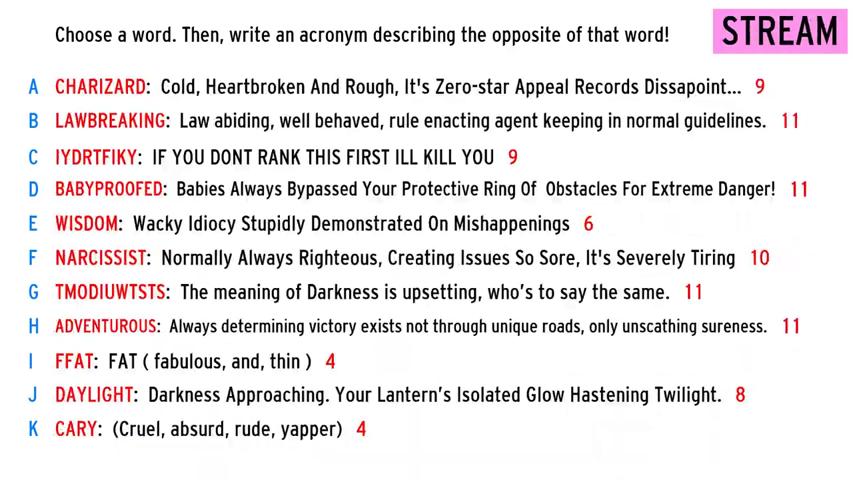 Choose a word. Then, write an acronym describing the opposite of that word!
STREAM
A CHARIZARD: Cold, Heartbroken And Rough, It's Zero-star Appeal Records Dissapoint... 9
B LAWBREAKING: Law abiding, well behaved, rule enacting agent keeping in normal guidelines. 11
C IYDRTFIKY: IF YOU DONT RANK THIS FIRST ILL KILL YOU 9
D BABYPROOFED: Babies Always Bypassed Your Protective Ring Of Obstacles For Extreme Danger! 11
E WISDOM: Wacky Idiocy Stupidly Demonstrated On Mishappenings 6
F NARCISSIST: Normally Always Righteous, Creating Issues So Sore, It's Severely Tiring 10
G TMODIUWTSTS: The meaning of Darkness is upsetting, who's to say the same. 11
H ADVENTUROUS: Always determining victory exists not through unique roads, only unscathing sureness. 11
I FFAT: FAT ( fabulous, and, thin ) 4
J DAYLIGHT: Darkness Approaching. Your Lantern's Isolated Glow Hastening Twilight. 8
K CARY: (Cruel, absurd, rude, yapper) 4